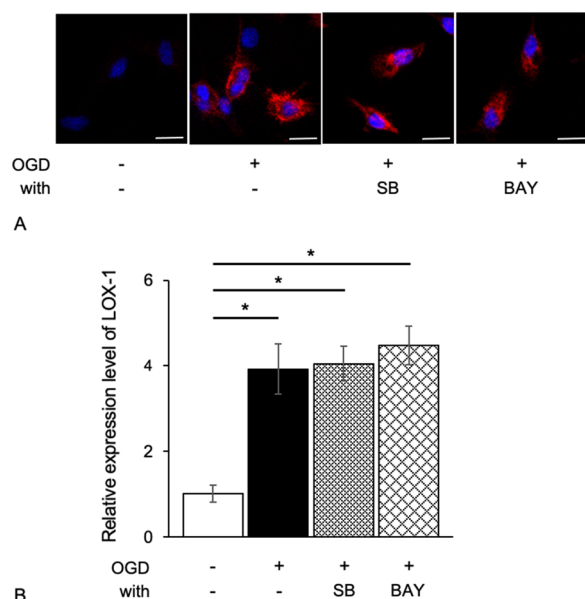 A
OGD - + + +
with - - SB BAY
A
* 
*
*
6
4
2
0
Relative expression level of LOX-1
OGD - + + +
with - - SB BAY
B